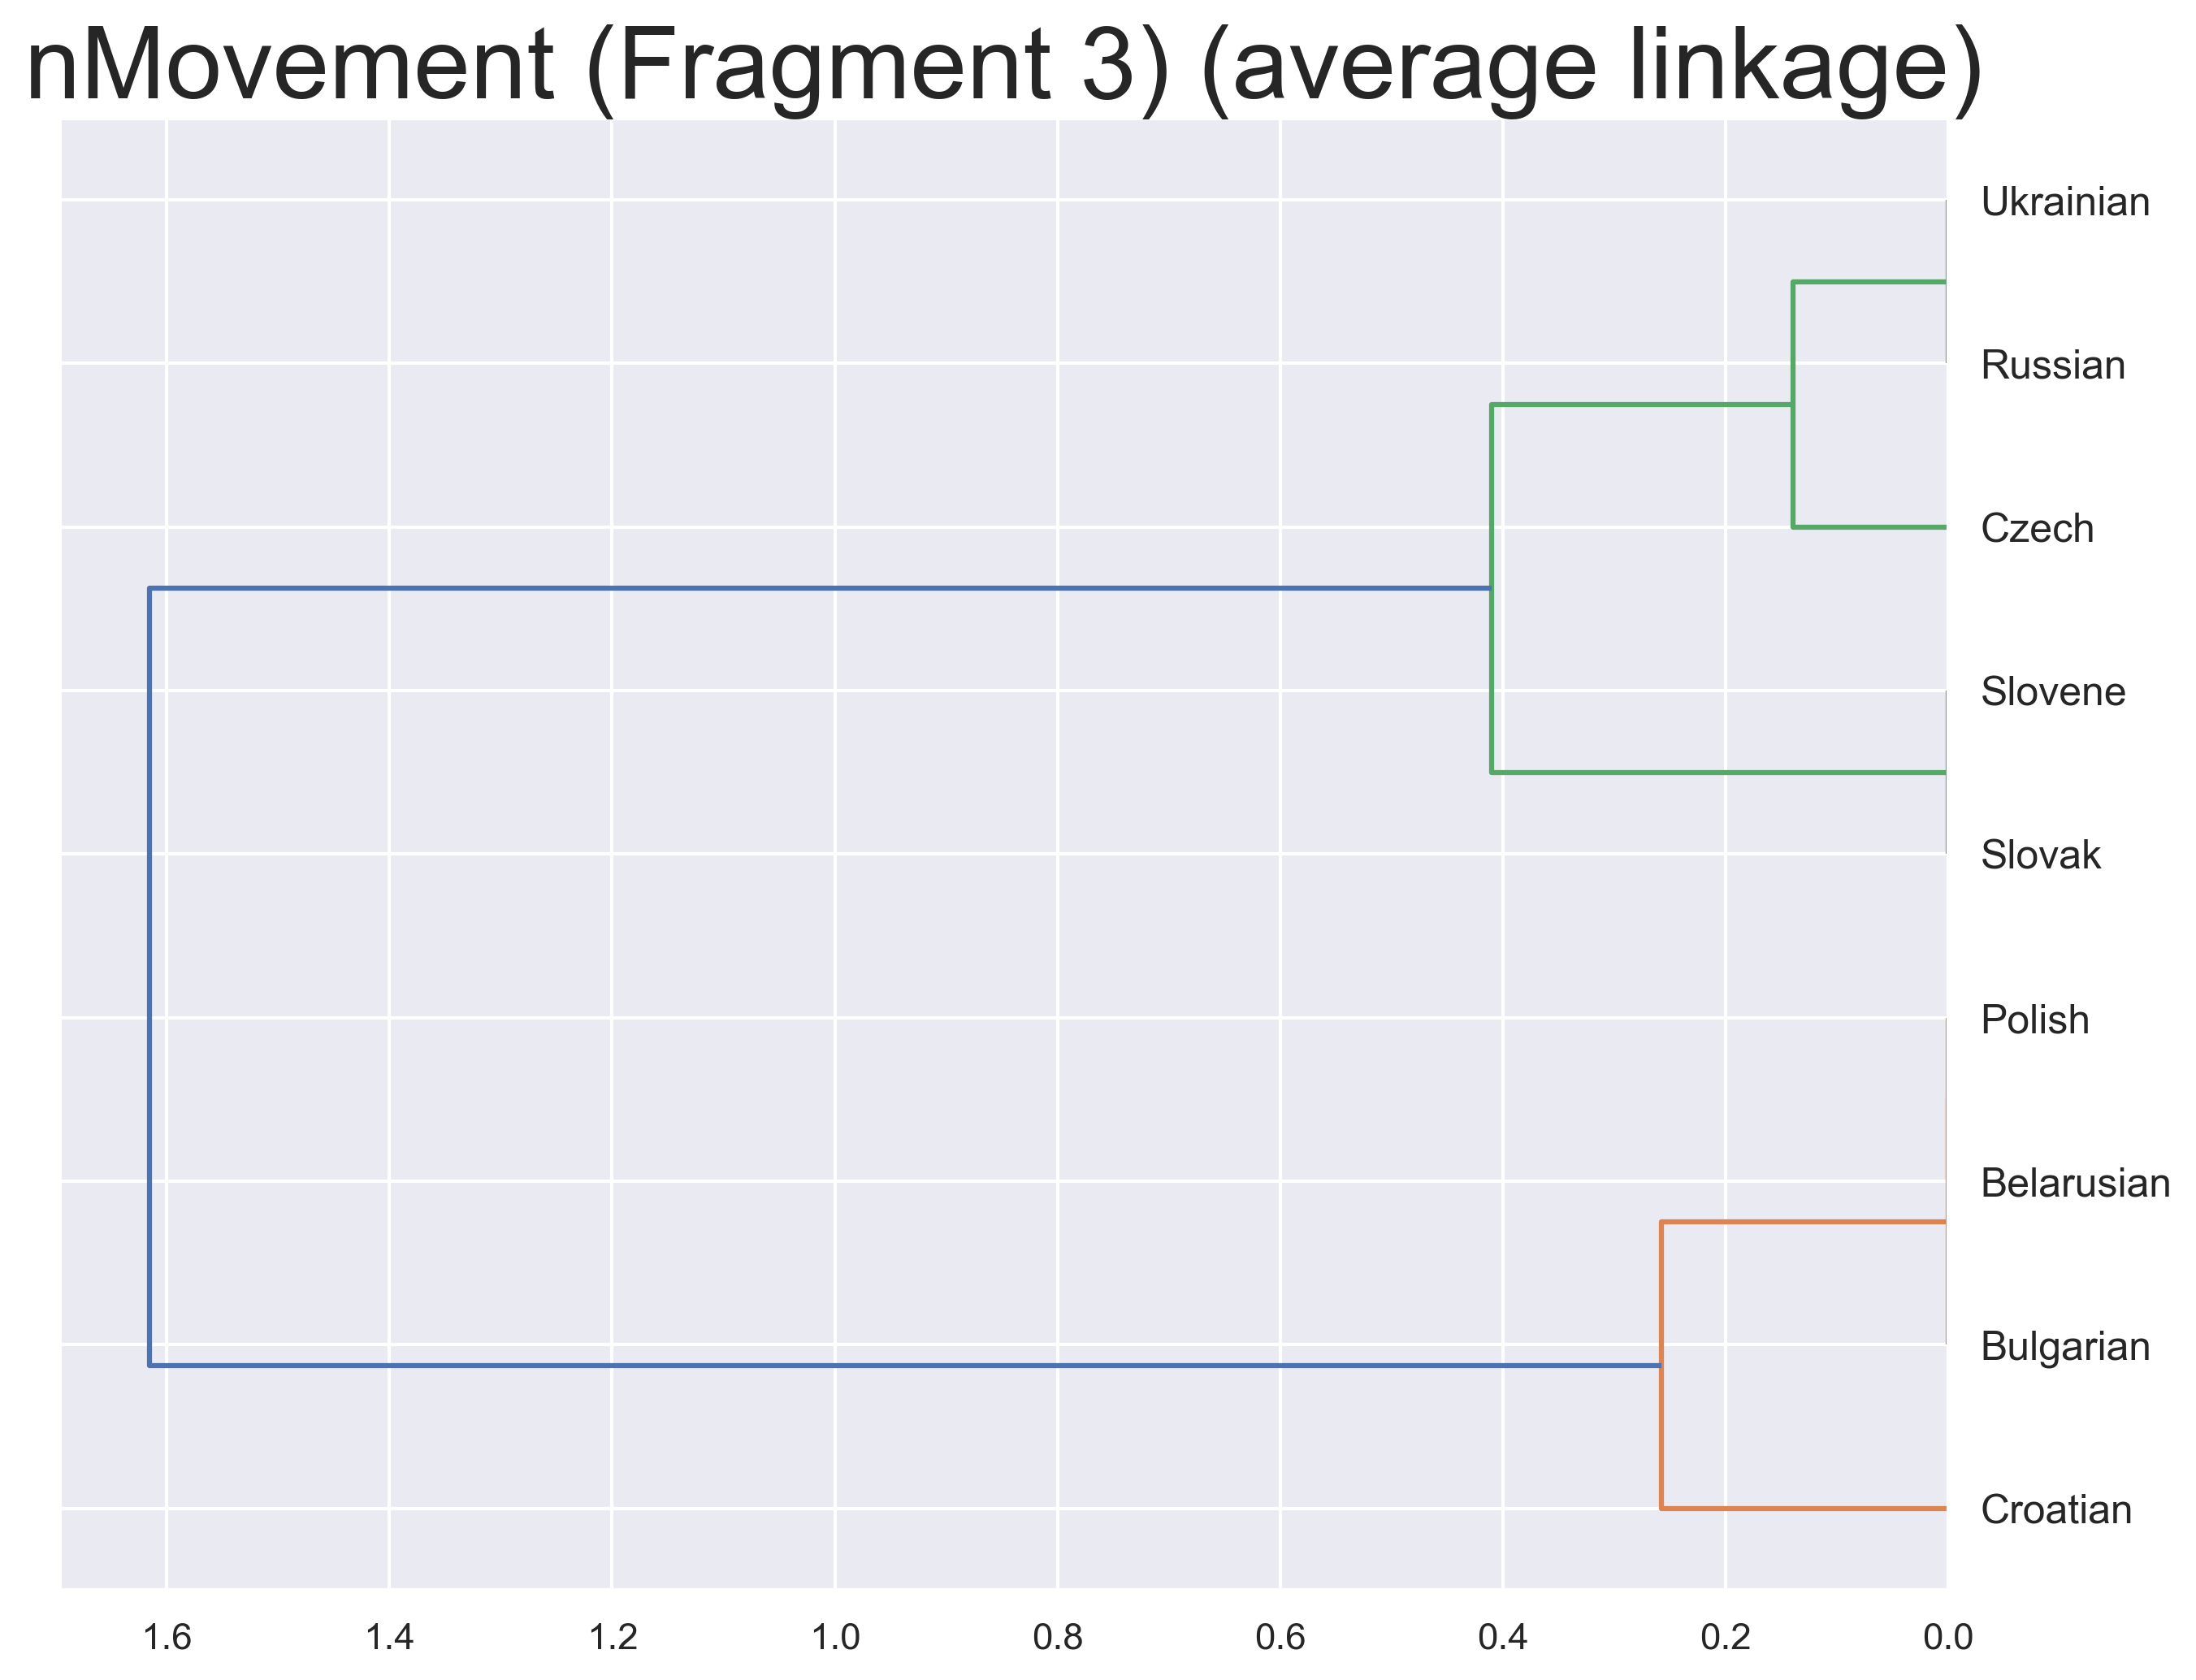 nMovement (Fragment 3) (average linkage)
Ukrainian
Russian
Czech
Slovene
Slovak
Polish
Belarusian
Bulgarian
Croatian
1.6 1.4 1.2 1.0 0.8 0.6 0.4 0.2 0.0